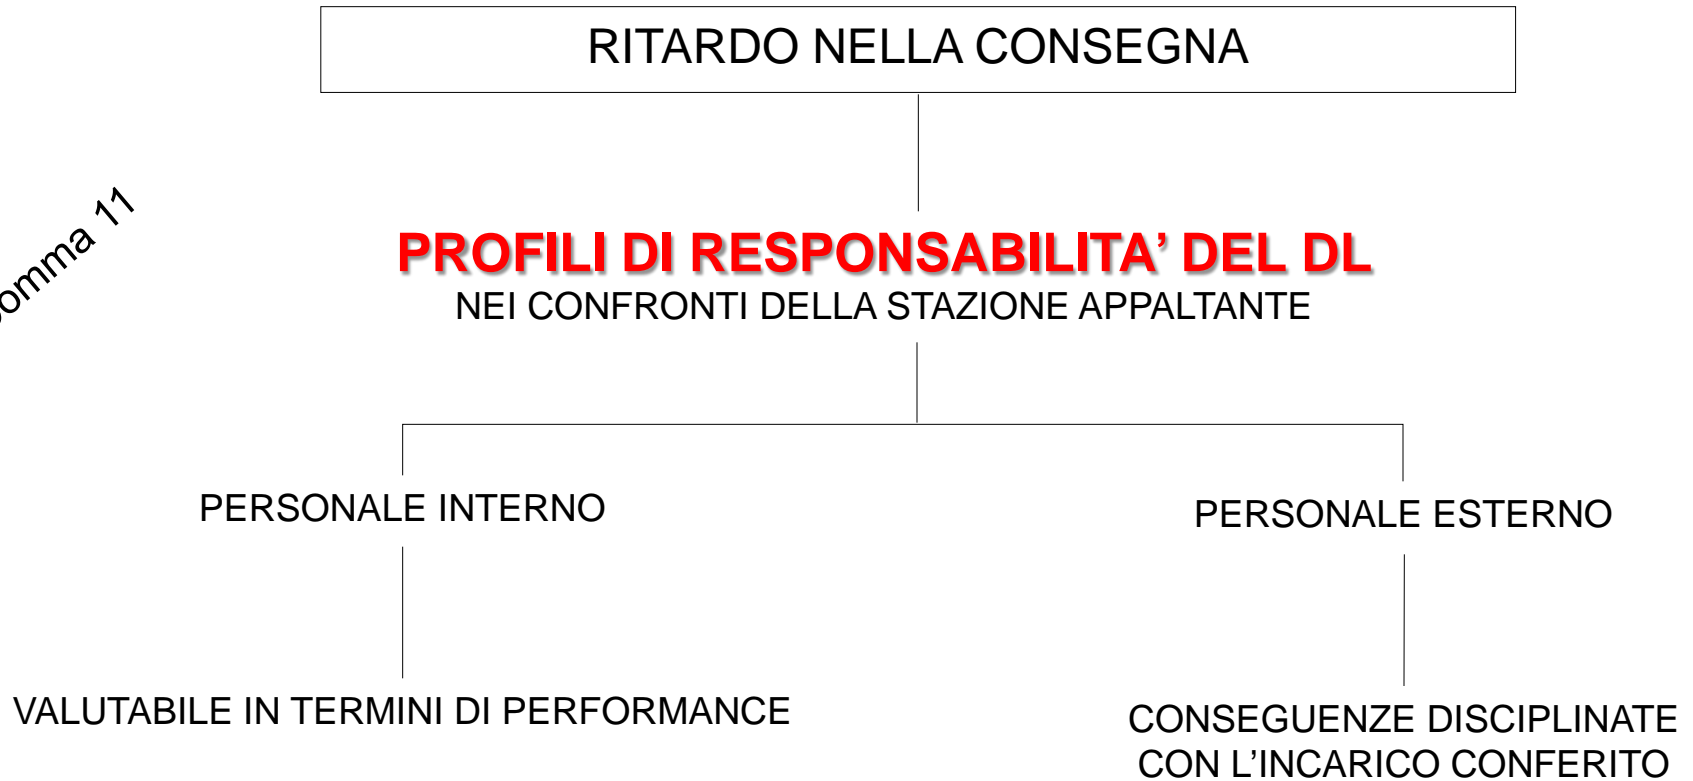 RITARDO NELLA CONSEGNA
omma 11
PROFILI DI RESPONSABILITA’ DEL DL
NEI CONFRONTI DELLA STAZIONE APPALTANTE
PERSONALE INTERNO
PERSONALE ESTERNO
VALUTABILE IN TERMINI DI PERFORMANCE
CONSEGUENZE DISCIPLINATE
CON L’INCARICO CONFERITO